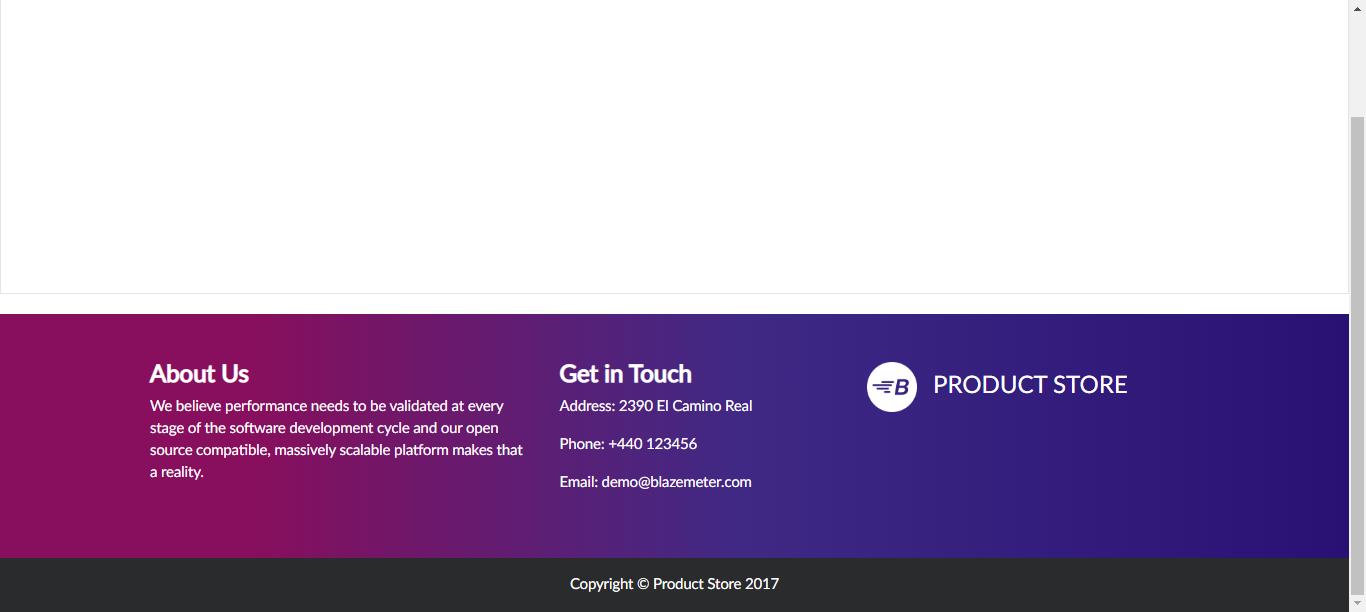 About Us
We believe performance needs to be validated at every
stage of the software development cycle and our open
source compatible, massively scalable platform makes that
a reality.
Get in Touch
Address: 2390 El Camino Real
Phone: +440 123456
Email: demo@blazemeter.com
B
PRODUCT STORE
Copyright © Product Store 2017